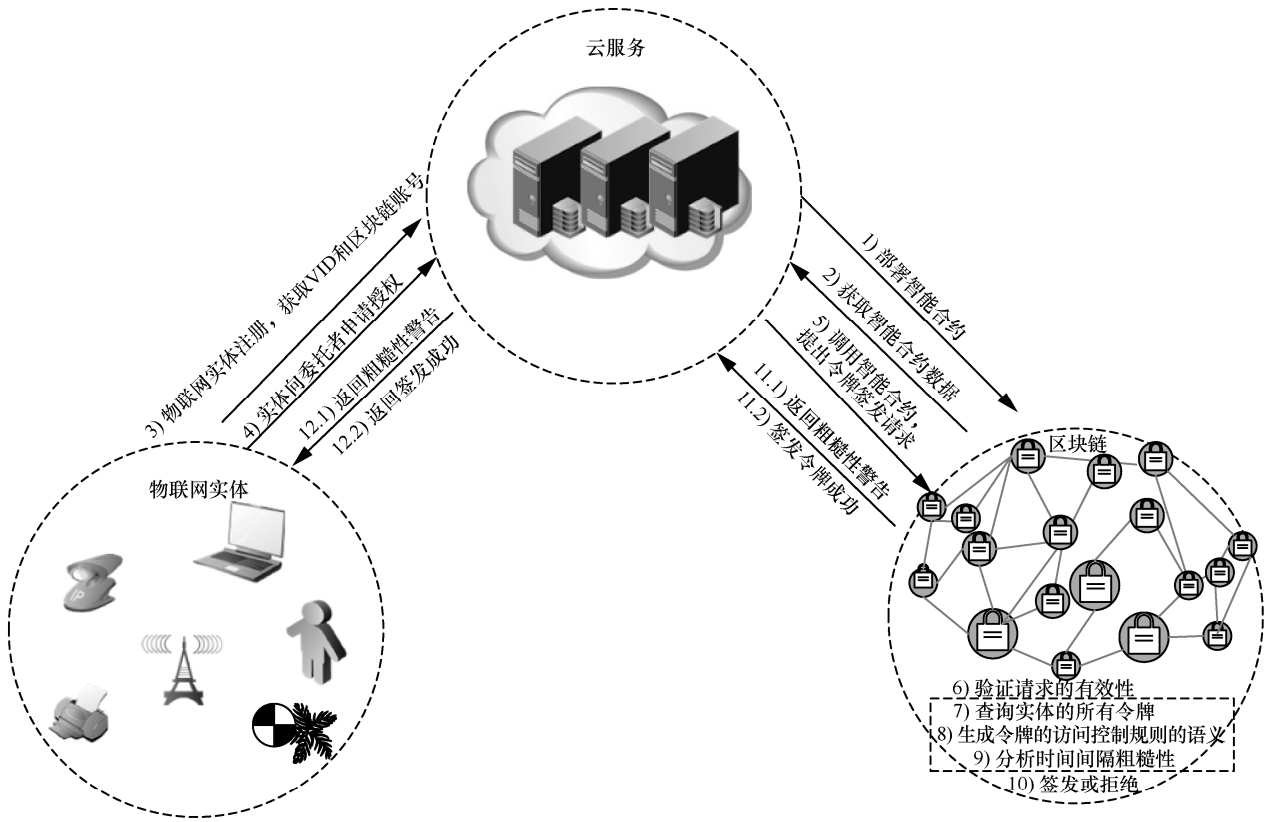 云服务
1) 部署智能合约
2) 获取智能合约数据
3) 物联网实体注册，获取VID和区块链账号
4) 实体向委托者申请授权
5) 调用智能合约，
提出令牌签发请求
11.1) 返回粗糙性警告
11.2) 签发令牌成功
12.1) 返回粗糙性警告
12.2) 返回签发成功
物联网实体
IP
区块链
6) 验证请求的有效性
7) 查询实体的所有令牌
8) 生成令牌的访问控制规则的语义
9) 分析时间间隔粗糙性
10) 签发或拒绝